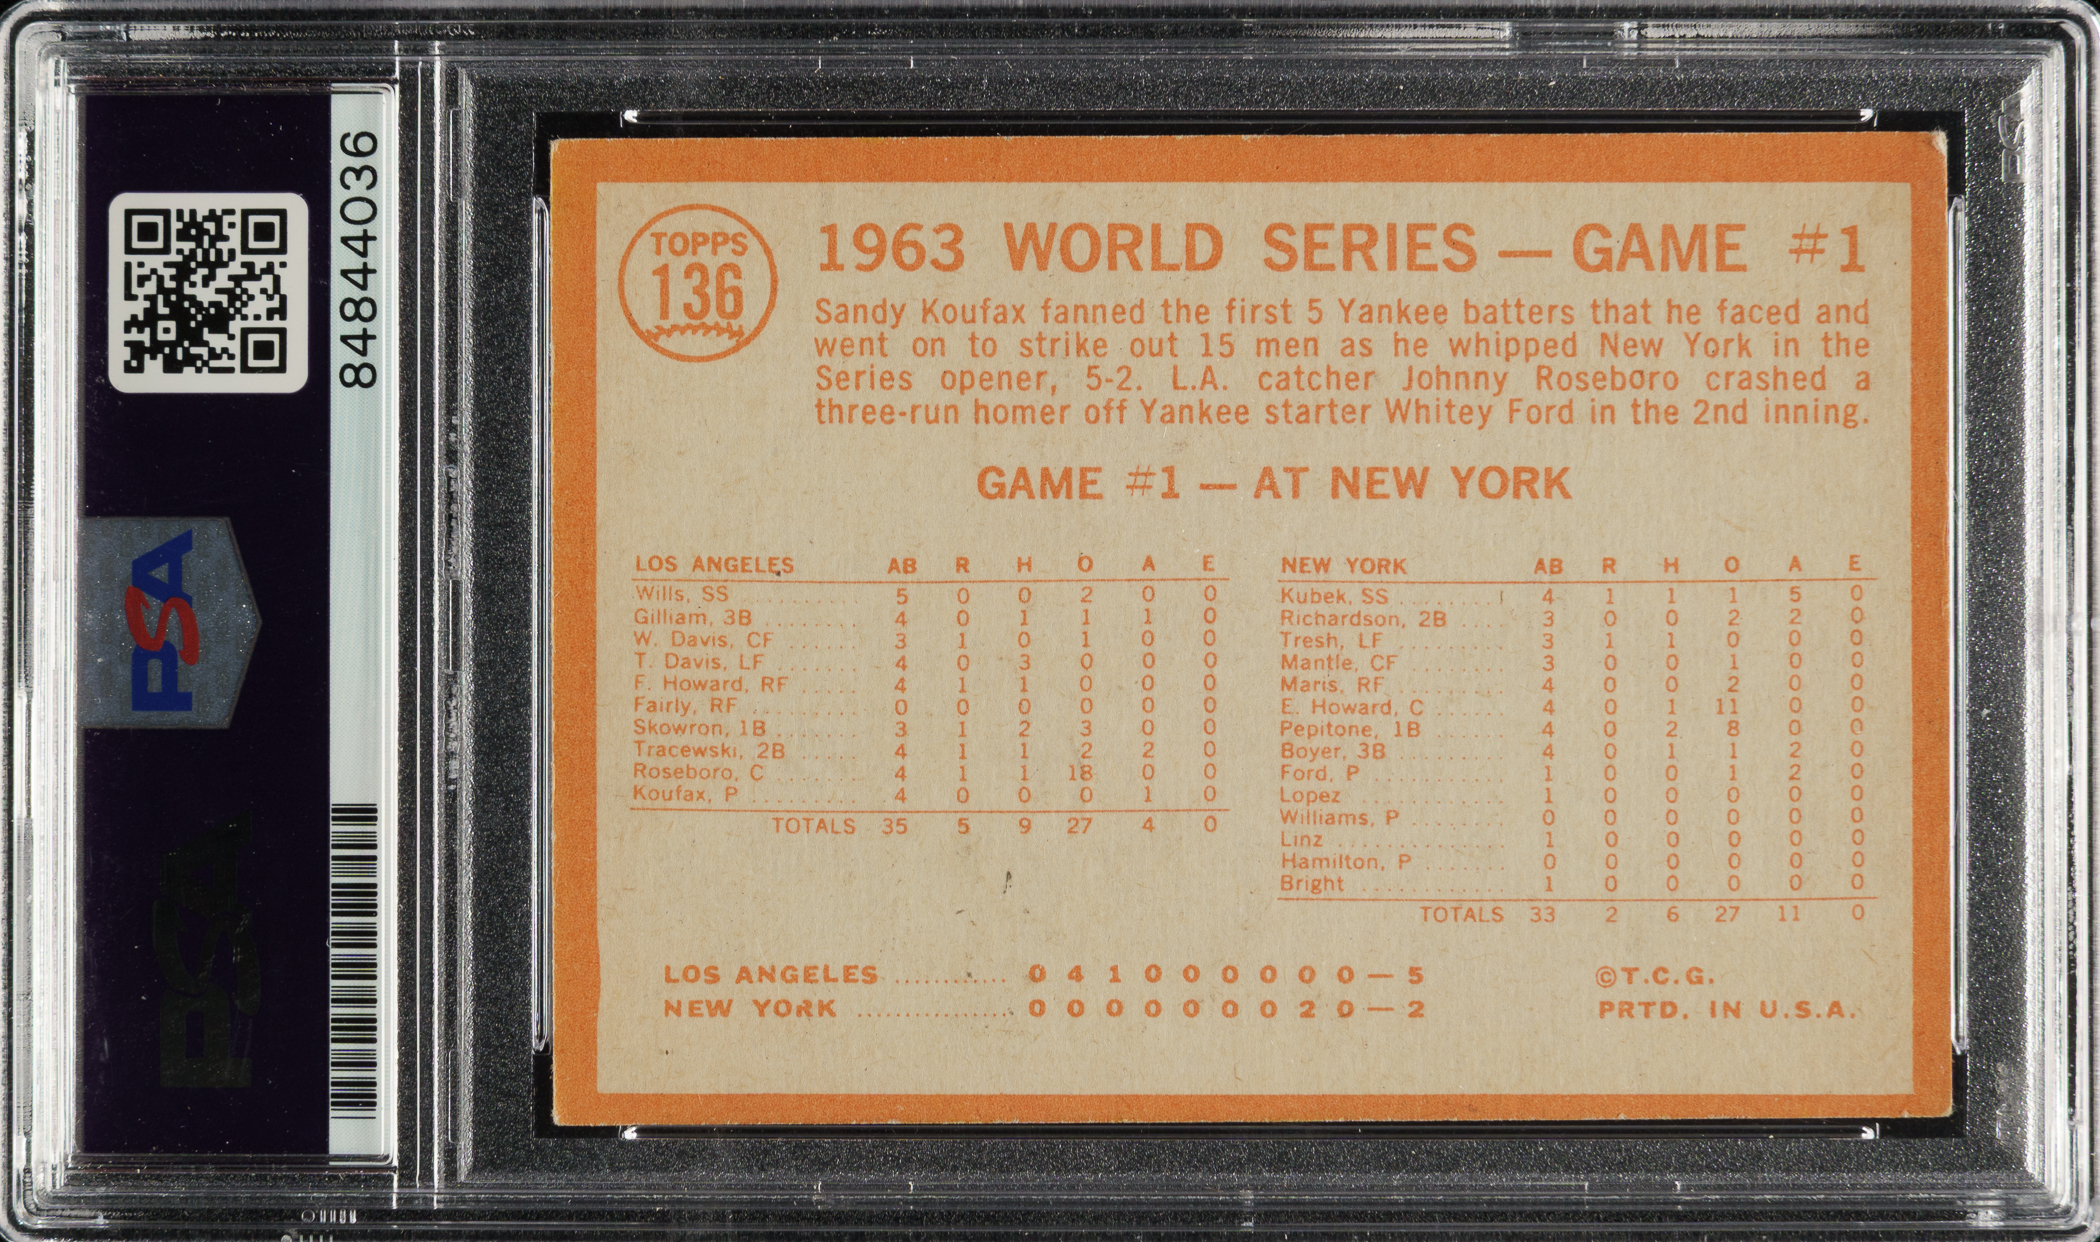 84844036
PSA
PSA
TOPPS
136
1963 WORLD SERIES — GAME #1
Sandy Koufax fanned the first 5 Yankee batters that he faced and
went on to strike out 15 men as he whipped New York in the
Series opener, 5-2. L.A. catcher Johnny Roseboro crashed a
three-run homer off Yankee starter Whitey Ford in the 2nd inning.
GAME #1 — AT NEW YORK
LOS ANGELES AB R H O A E
Wills, SS .......... 5 0 0 2 0 0
Gilliam, 3B ........ 4 0 1 1 1 0
W. Davis, CF ...... 3 1 0 1 0 0
T. Davis, LF ....... 4 0 3 0 0 0
F. Howard, RF ..... 4 1 1 0 0 0
Fairly, RF ......... 0 0 0 0 0 0
Skowron, 1B ....... 3 1 2 3 0 0
Tracewski, 2B ..... 4 1 1 2 2 0
Roseboro, C ....... 4 1 1 18 0 0
Koufax, P ......... 4 0 0 0 1 0
TOTALS 35 5 9 27 4 0
NEW YORK AB R H O A E
Kubek, SS ......... 4 1 1 1 5 0
Richardson, 2B .... 3 0 0 2 2 0
Tresh, LF ......... 3 1 1 0 0 0
Mantle, CF ........ 3 0 0 1 0 0
Maris, RF ......... 4 0 0 2 0 0
E. Howard, C ...... 4 0 1 11 0 0
Pepitone, 1B ...... 4 0 2 8 0 0
Boyer, 3B ......... 4 0 1 1 2 0
Ford, P ........... 1 0 0 1 2 0
Lopez ............. 1 0 0 0 0 0
Williams, P ....... 0 0 0 0 0 0
Linz .............. 1 0 0 0 0 0
Hamilton, P ....... 0 0 0 0 0 0
Bright ............ 1 0 0 0 0 0
TOTALS 33 2 6 27 11 0
LOS ANGELES ........... 0 4 1 0 0 0 0 0 0 — 5
NEW YORK ............... 0 0 0 0 0 0 0 2 0 — 2
©T.C.G.
PRTD. IN U.S.A.